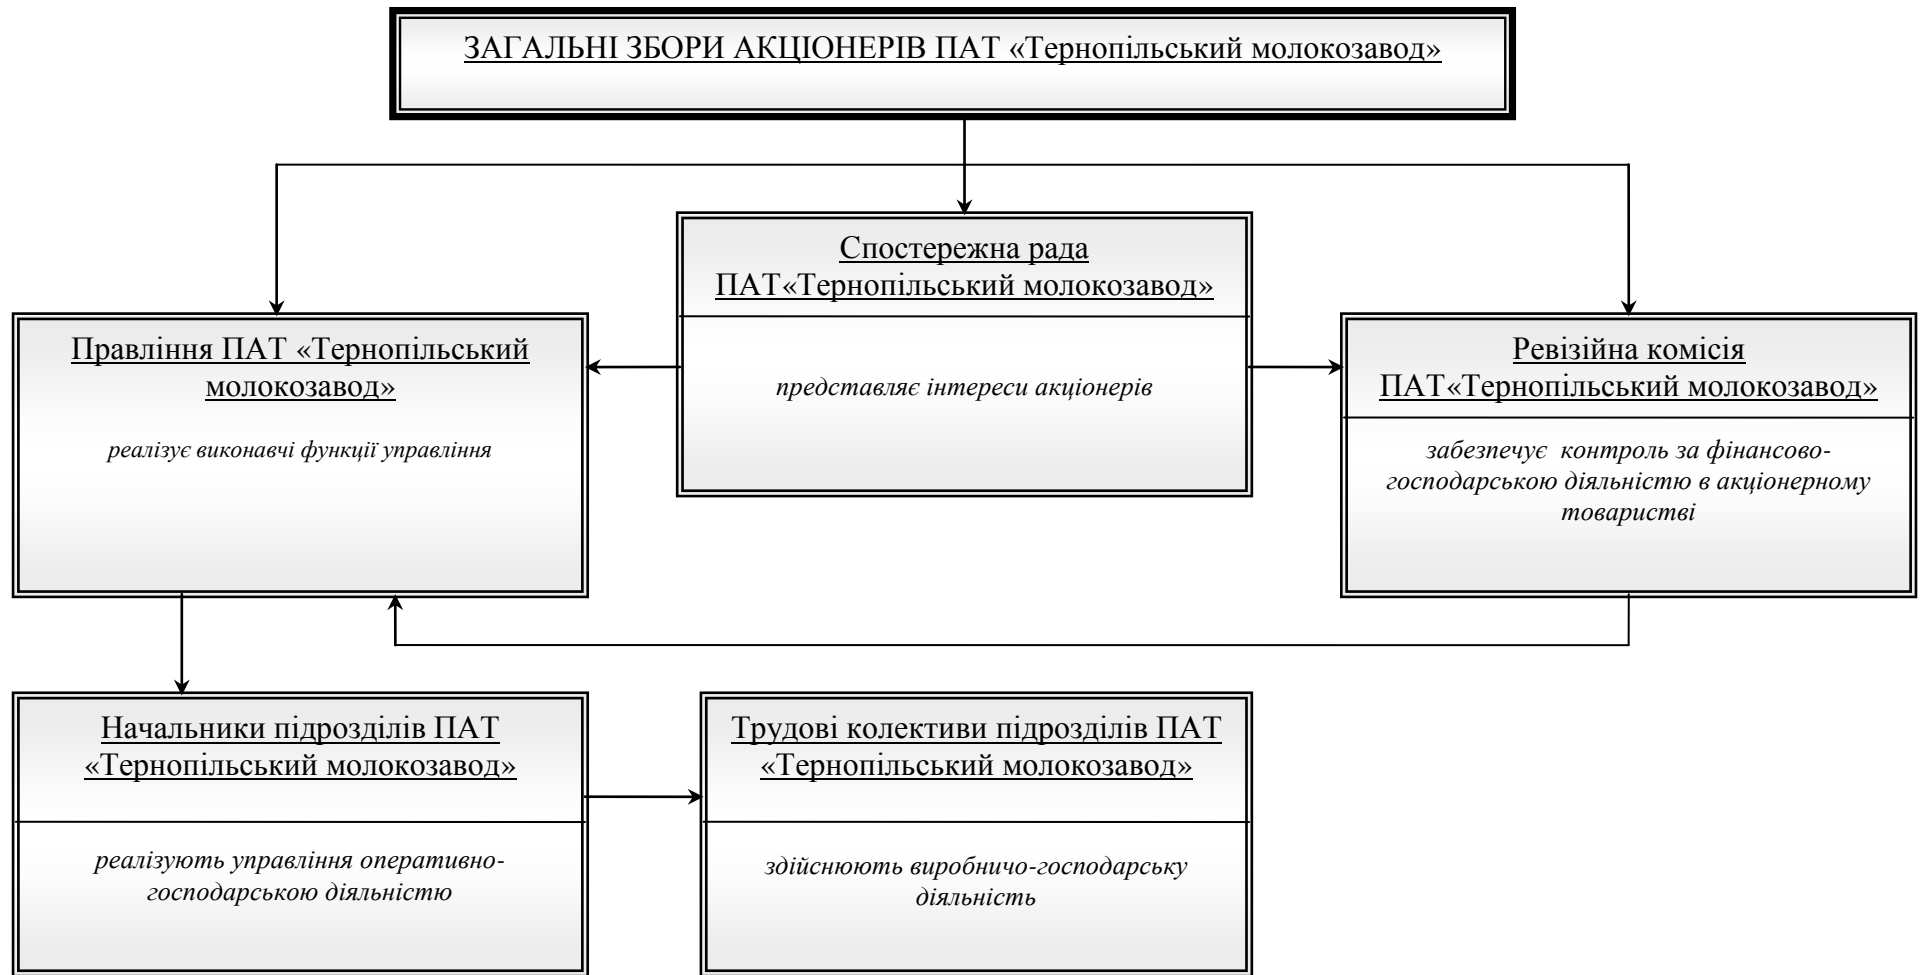 ЗАГАЛЬНІ ЗБОРИ АКЦІОНЕРІВ ПАТ «Тернопільський молокозавод»
Спостережна рада
ПАТ«Тернопільський молокозавод»
представляє інтереси акціонерів
Правління ПАТ «Тернопільський
молокозавод»
реалізує виконавчі функції управління
Ревізійна комісія
ПАТ«Тернопільський молокозавод»
забезпечує контроль за фінансово-
господарською діяльністю в акціонерному
товаристві
Начальники підрозділів ПАТ
«Тернопільський молокозавод»
реалізують управління оперативно-
господарською діяльністю
Трудові колективи підрозділів ПАТ
«Тернопільський молокозавод»
здійснюють виробничо-господарську
діяльність